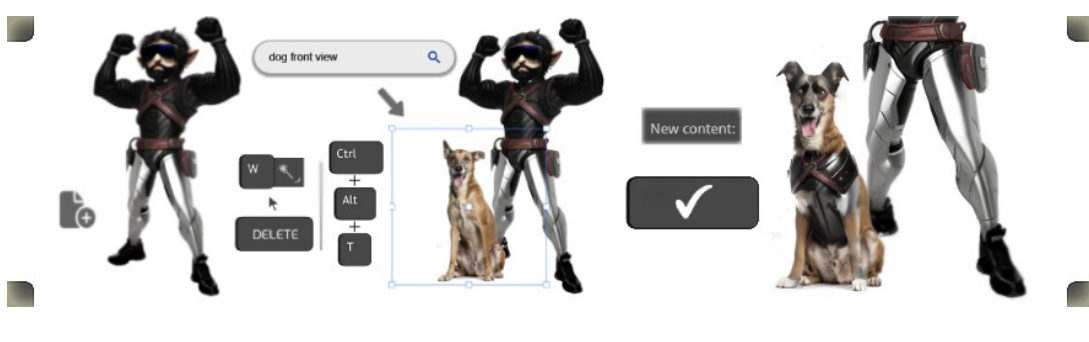 dog front view
W
DELETE
Ctrl
+
Alt
+
T
New content: